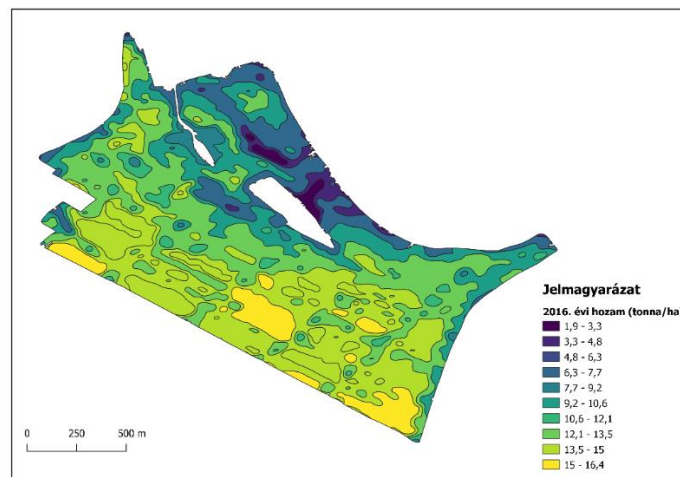 Jelmagyarázat
2016. évi hozam (tonna/ha
1,9 - 3,3
3,3 - 4,8
4,8 - 6,3
6,3 - 7,7
7,7 - 9,2
9,2 - 10,6
10,6 - 12,1
12,1 - 13,5
13,5 - 15
15 - 16,4
0 250 500 m